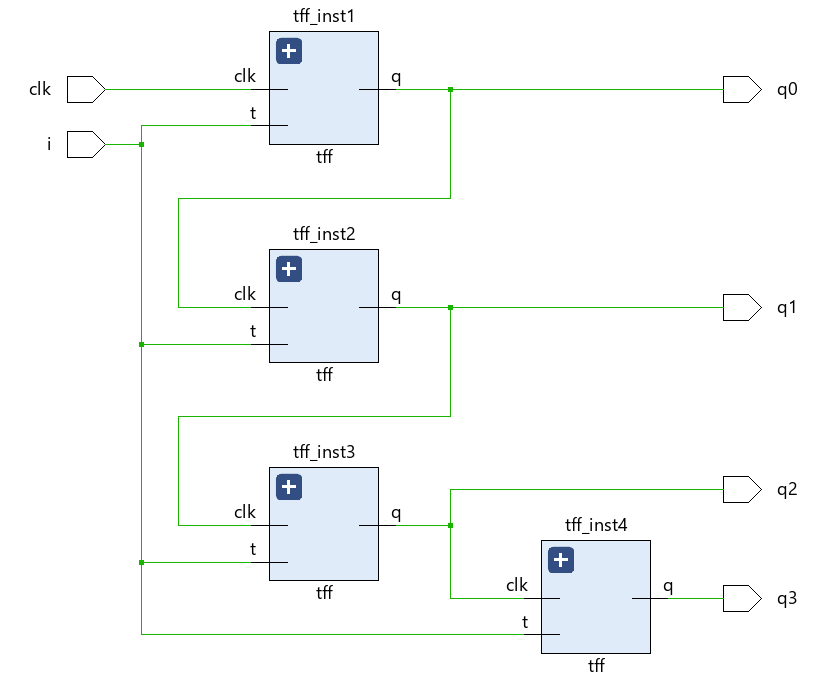 tff_inst1
clk
clk
q
q0
t
i
tff
tff_inst2
clk
q
q1
t
tff
tff_inst3
clk
q
q2
t
tff_inst4
tff
clk
q
q3
t
tff